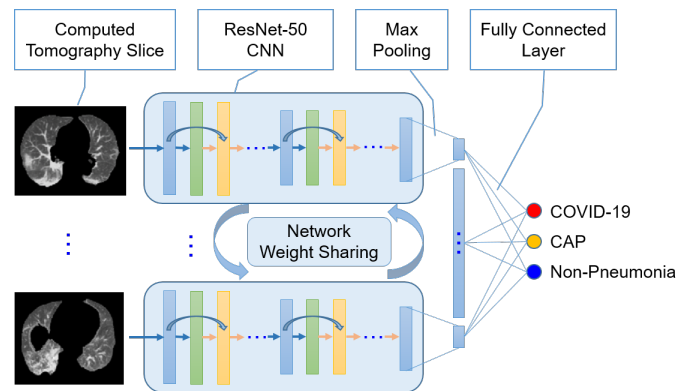 Computed
Tomography Slice
ResNet-50
CNN
Max
Pooling
Fully Connected
Layer
Network
Weight Sharing
COVID-19
CAP
Non-Pneumonia